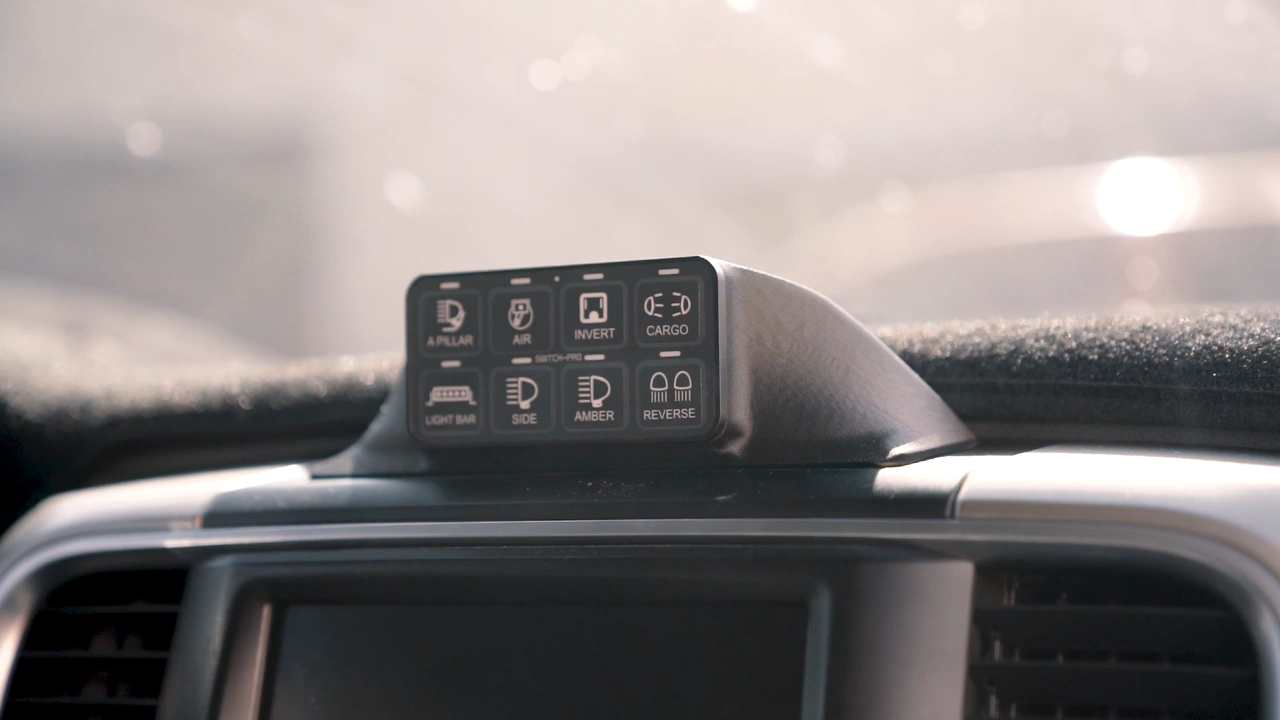 A PILLAR
AIR
INVERT
CARGO
SWITCH-PRO
LIGHT BAR
SIDE
AMBER
REVERSE